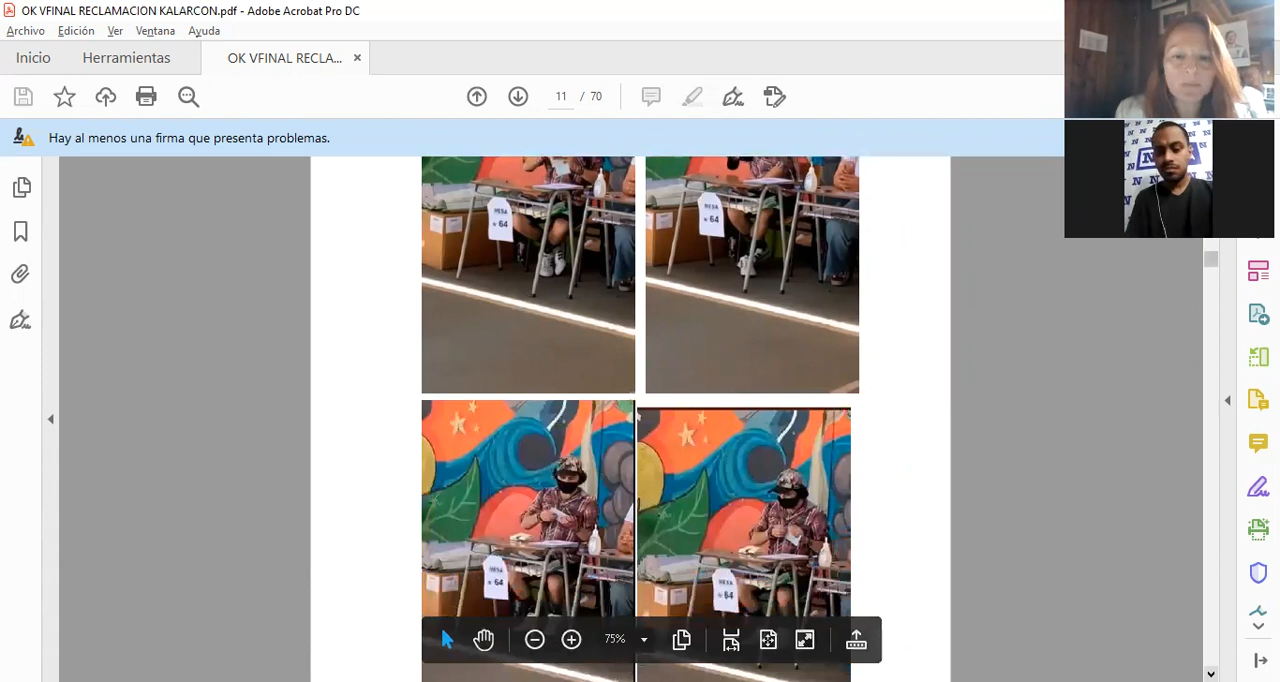 OK VFINAL RECLAMACION KALARCON.pdf - Adobe Acrobat Pro DC
Archivo Edición Ver Ventana Ayuda
Inicio Herramientas OK VFINAL RECLA... ×
11 / 70
Hay al menos una firma que presenta problemas.
MESA
N° 64
MESA
N° 64
MESA
N° 64
MESA
N° 64
75%